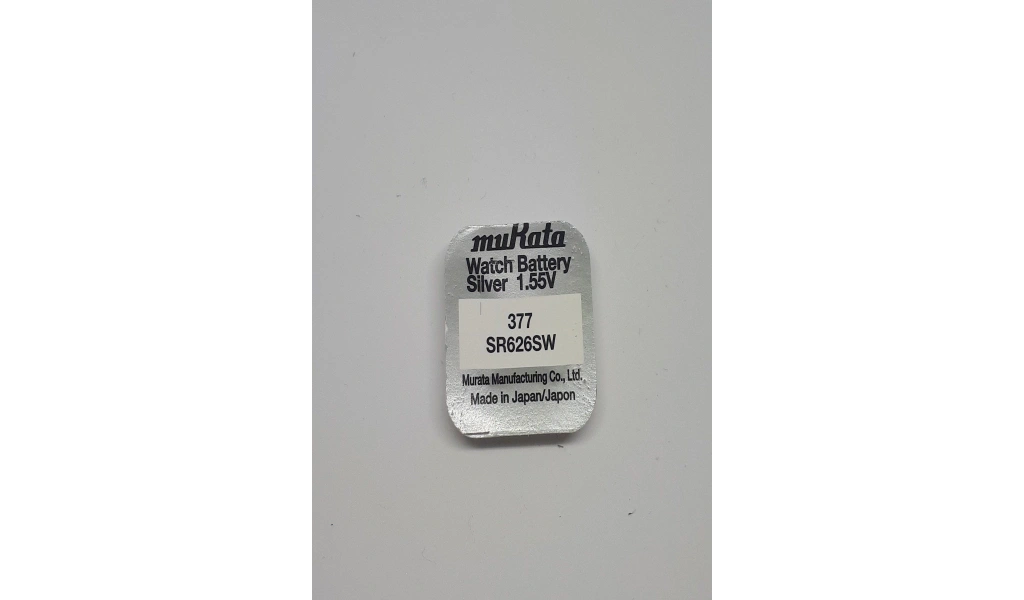 muRata
Watch Battery
Silver 1.55V
377
SR626SW
Murata Manufacturing Co., Ltd.
Made in Japan/Japon